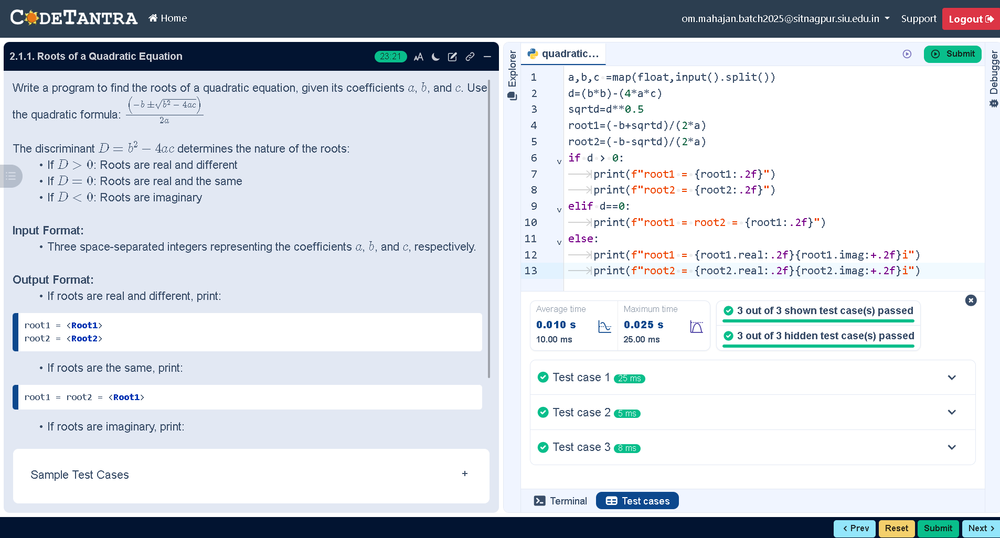 CODETANTRA Home om.mahajan.batch2025@sitnagpur.siu.edu.in Support Logout
2.1.1. Roots of a Quadratic Equation 23:21 AA
Write a program to find the roots of a quadratic equation, given its coefficients a, b, and c. Use
the quadratic formula: (−b ±√b² − 4ac) / 2a
The discriminant D = b² − 4ac determines the nature of the roots:
• If D > 0: Roots are real and different
• If D = 0: Roots are real and the same
• If D < 0: Roots are imaginary
Input Format:
• Three space-separated integers representing the coefficients a, b, and c, respectively.
Output Format:
• If roots are real and different, print:
root1 = <Root1>
root2 = <Root2>
• If roots are the same, print:
root1 = root2 = <Root1>
• If roots are imaginary, print:
Sample Test Cases +
Explorer
quadratic...
Submit
Debugger
1 a,b,c =map(float,input().split())
2 d=(b*b)-(4*a*c)
3 sqrtd=d**0.5
4 root1=(-b+sqrtd)/(2*a)
5 root2=(-b-sqrtd)/(2*a)
6 if d > 0:
7 print(f"root1 = {root1:.2f}")
8 print(f"root2 = {root2:.2f}")
9 elif d==0:
10 print(f"root1 = root2 = {root1:.2f}")
11 else:
12 print(f"root1 = {root1.real:.2f}{root1.imag:+.2f}i")
13 print(f"root2 = {root2.real:.2f}{root2.imag:+.2f}i")
Average time
0.010 s
10.00 ms
Maximum time
0.025 s
25.00 ms
3 out of 3 shown test case(s) passed
3 out of 3 hidden test case(s) passed
Test case 1 25 ms
Test case 2 5 ms
Test case 3 8 ms
Terminal Test cases
< Prev Reset Submit Next >